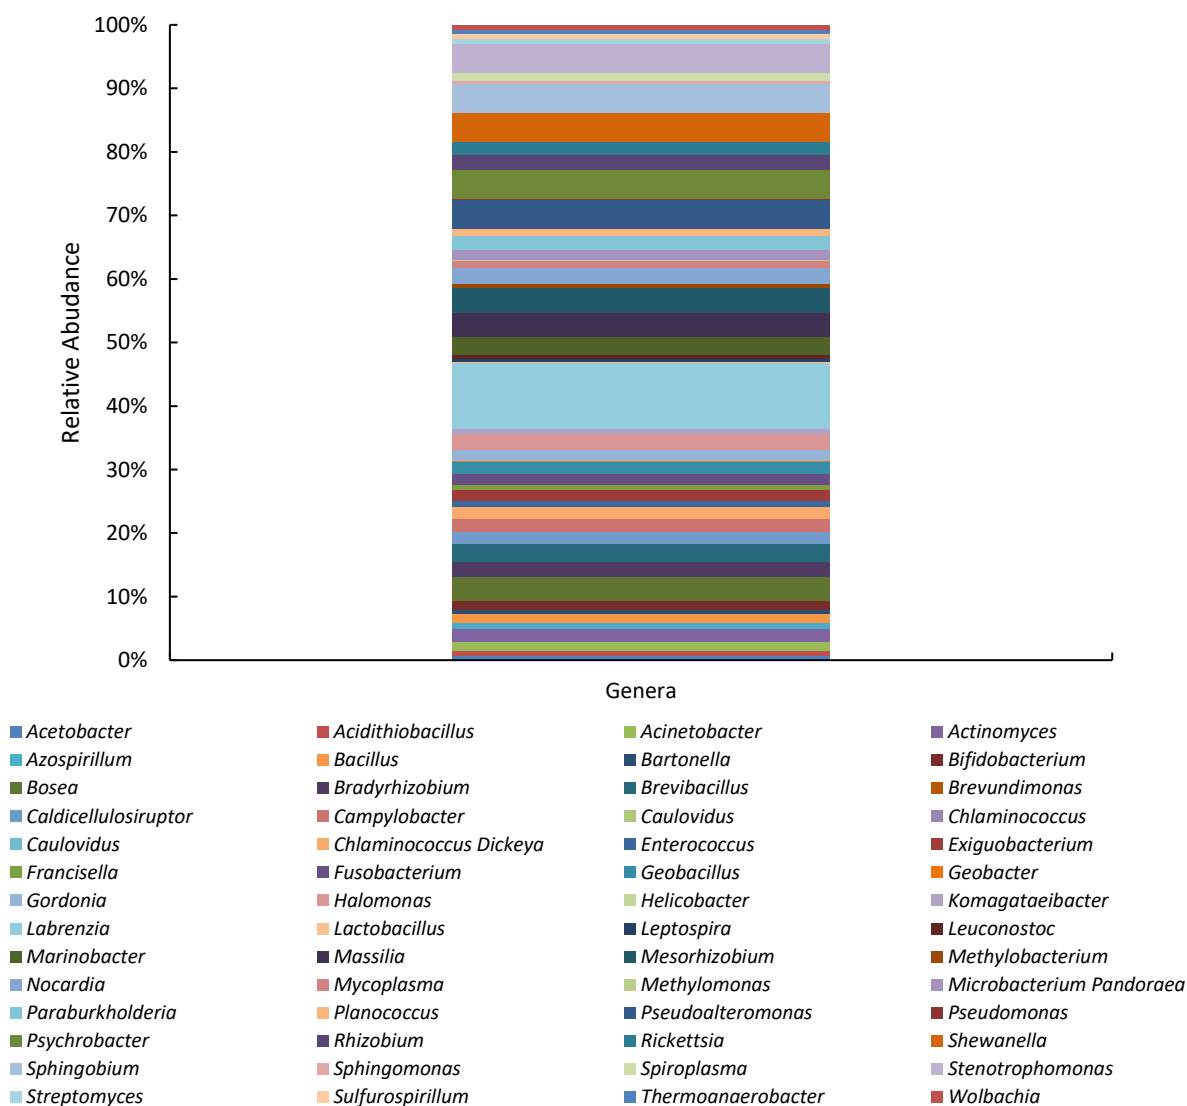 100%
90%
80%
70%
60%
50%
40%
30%
20%
10%
0%
Relative Abudance
Genera
Acetobacter Acidithiobacillus Acinetobacter Actinomyces
Azospirillum Bacillus Bartonella Bifidobacterium
Bosea Bradyrhizobium Brevibacillus Brevundimonas
Caldicellulosiruptor Campylobacter Caulovidus Chlaminococcus
Caulovidus Chlaminococcus Dickeya Enterococcus Exiguobacterium
Francisella Fusobacterium Geobacillus Geobacter
Gordonia Halomonas Helicobacter Komagataeibacter
Labrenzia Lactobacillus Leptospira Leuconostoc
Marinobacter Massilia Mesorhizobium Methylobacterium
Nocardia Mycoplasma Methylomonas Microbacterium Pandoraea
Paraburkholderia Planococcus Pseudoalteromonas Pseudomonas
Psychrobacter Rhizobium Rickettsia Shewanella
Sphingobium Sphingomonas Spiroplasma Stenotrophomonas
Streptomyces Sulfurospirillum Thermoanaerobacter Wolbachia